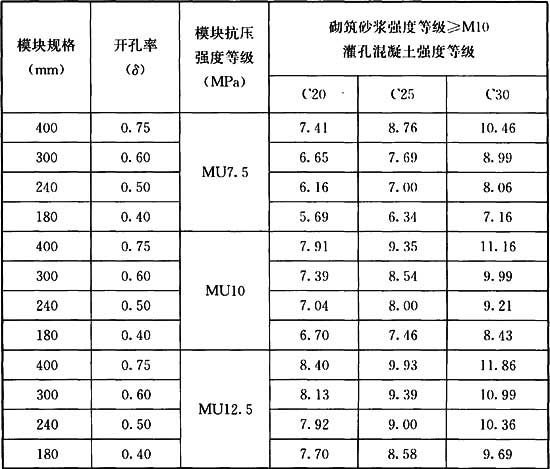 模块规格 (mm) 开孔率 (δ) 模块抗压强度等级 (MPa) 砌筑砂浆强度等级≥M10 灌孔混凝土强度等级
C20 C25 C30
400 0.75 MU7.5 7.41 8.76 10.46
300 0.60 6.65 7.69 8.99
240 0.50 6.16 7.00 8.06
180 0.40 5.69 6.34 7.16
400 0.75 MU10 7.91 9.35 11.16
300 0.60 7.39 8.54 9.99
240 0.50 7.04 8.00 9.21
180 0.40 6.70 7.46 8.43
400 0.75 MU12.5 8.40 9.93 11.86
300 0.60 8.13 9.39 10.99
240 0.50 7.92 9.00 10.36
180 0.40 7.70 8.58 9.69